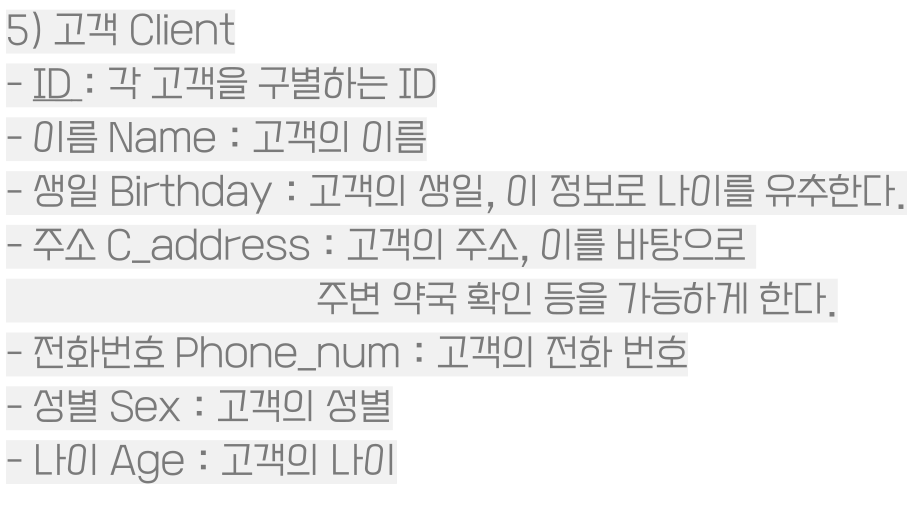 5) 고객 Client
- ID : 각 고객을 구별하는 ID
- 이름 Name : 고객의 이름
- 생일 Birthday : 고객의 생일, 이 정보로 나이를 유추한다.
- 주소 C_address : 고객의 주소, 이를 바탕으로
주변 약국 확인 등을 가능하게 한다.
- 전화번호 Phone_num : 고객의 전화 번호
- 성별 Sex : 고객의 성별
- 나이 Age : 고객의 나이